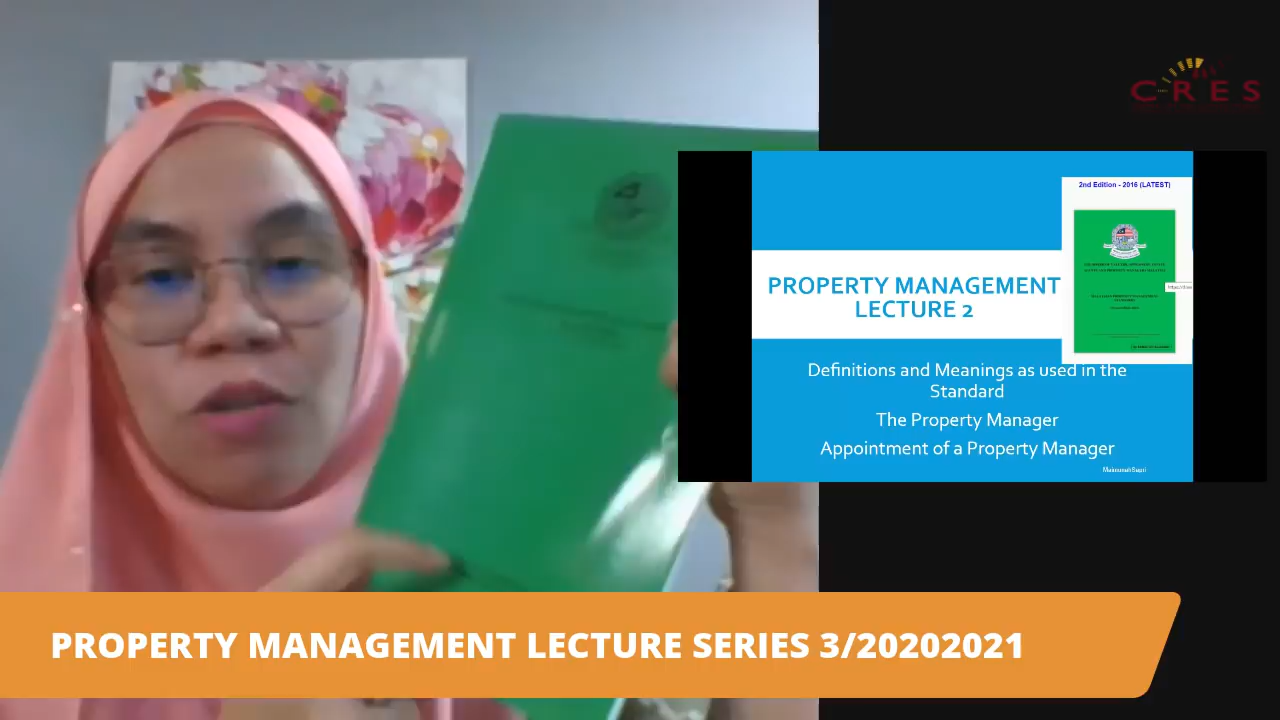 CRES
2nd Edition - 2016 (LATEST)
PROPERTY MANAGEMENT
LECTURE 2
Definitions and Meanings as used in the
Standard
The Property Manager
Appointment of a Property Manager
MaimunahSapri
PROPERTY MANAGEMENT LECTURE SERIES 3/20202021